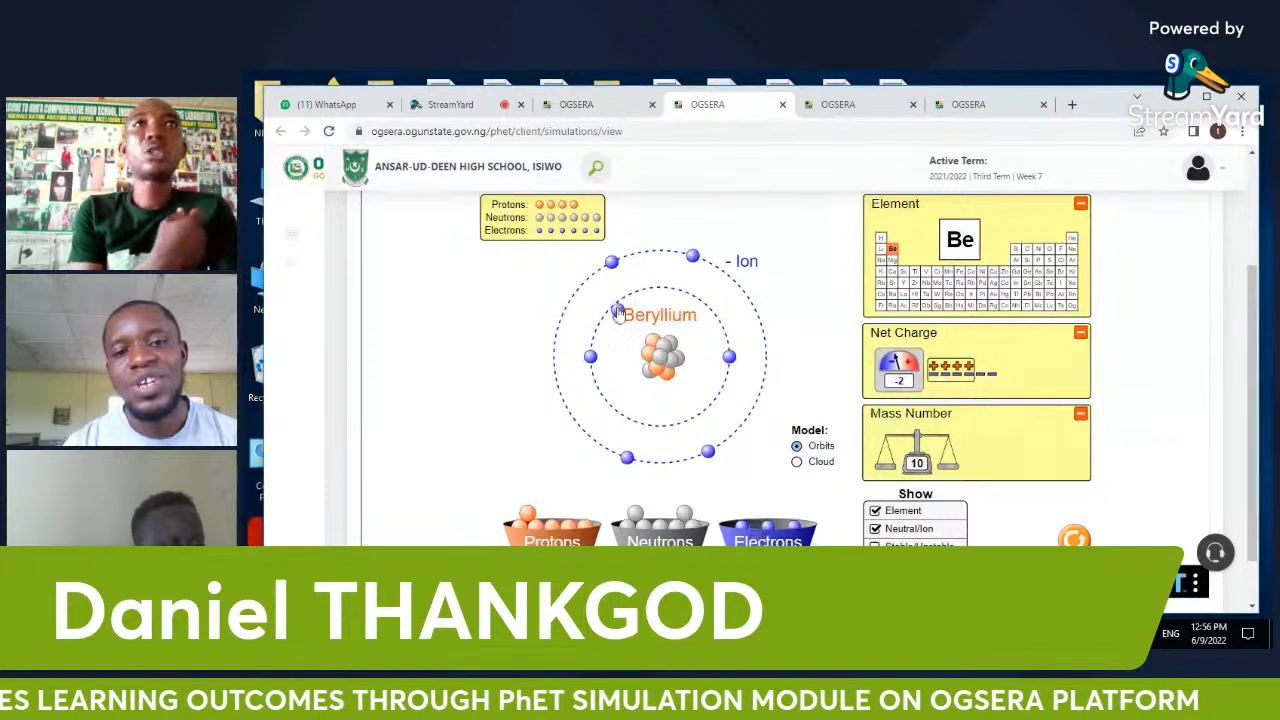 Powered by
StreamYard
(11) WhatsApp
StreamYard
OGSERA
OGSERA
OGSERA
OGSERA
ogsera.ogunstate.gov.ng/phet/client/simulations/view
ANSAR-UD-DEEN HIGH SCHOOL, ISIWO
Active Term:
2021/2022 | Third Term | Week 7
Protons:
Neutrons:
Electrons:
- Ion
Beryllium
Element
Be
Net Charge
-2
Mass Number
10
Model:
Orbits
Cloud
Show
Element
Neutral/Ion
Stable/Unstable
Protons
Neutrons
Electrons
Daniel THANKGOD
ENG
12:56 PM
6/9/2022
ES LEARNING OUTCOMES THROUGH PhET SIMULATION MODULE ON OGSERA PLATFORM